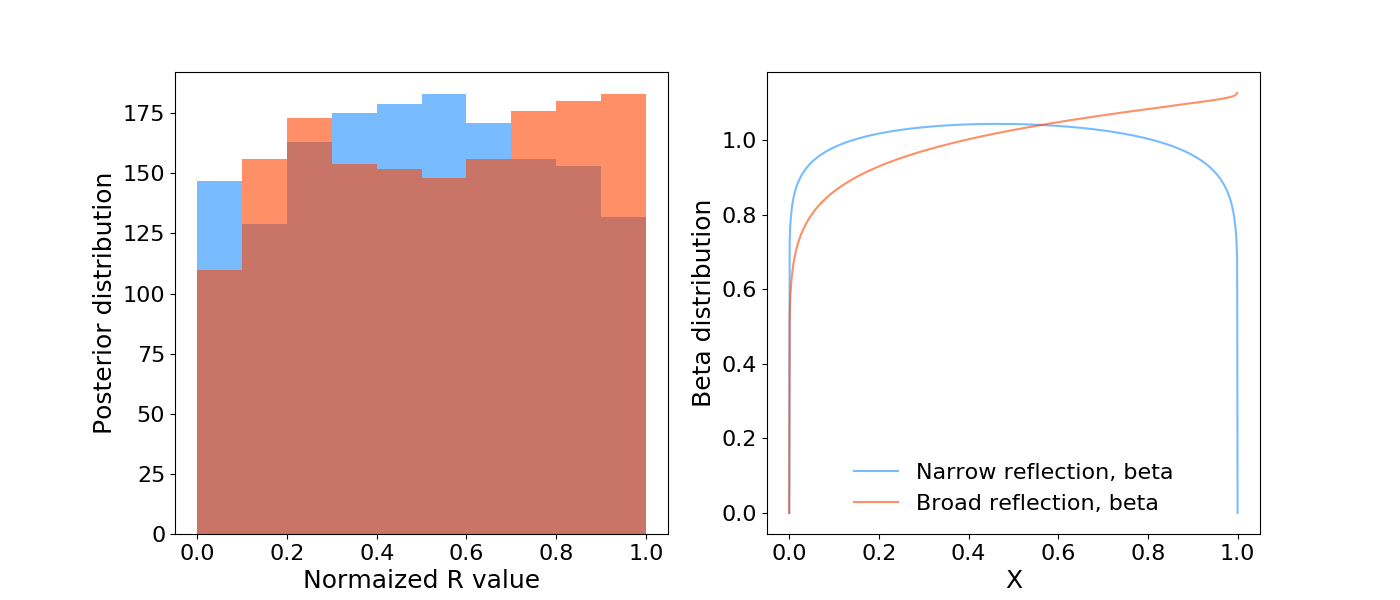 Posterior distribution
175
150
125
100
75
50
25
0
0.0 0.2 0.4 0.6 0.8 1.0
Normaized R value
Beta distribution
1.0
0.8
0.6
0.4
0.2
0.0
Narrow reflection, beta
Broad reflection, beta
0.0 0.2 0.4 0.6 0.8 1.0
X